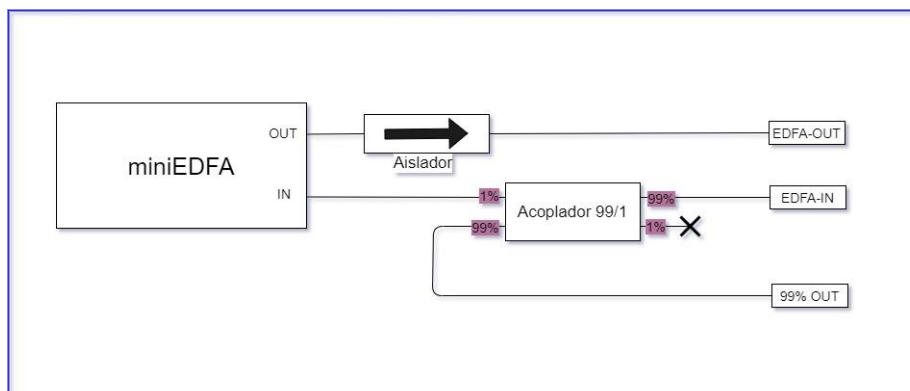 OUT
EDFA-OUT
miniEDFA
Aislador
IN
1%
99%
EDFA-IN
Acoplador 99/1
99%
1%
99% OUT